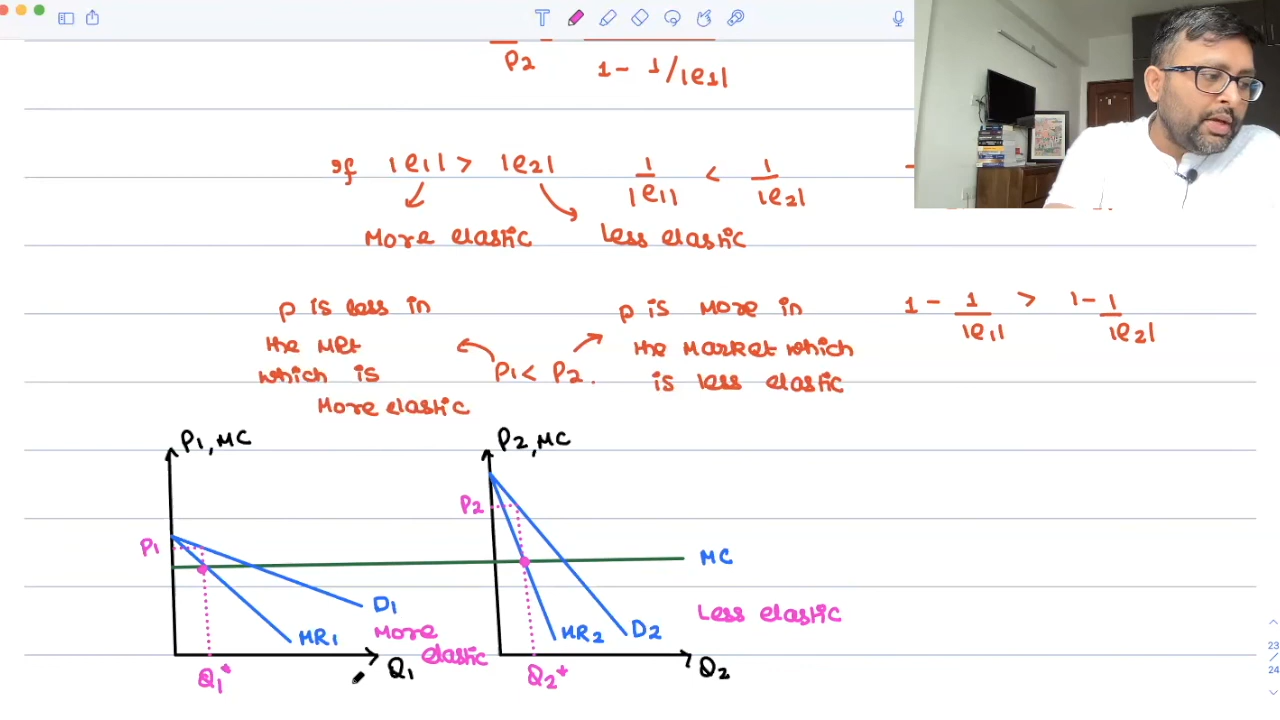 P2
1 - 1/|e1|
If |e1| > |e2|
1/|e1| < 1/|e2|
More elastic
Less elastic
P is less in
the Mkt
which is
More elastic
P1 < P2.
P is More in
the Market which
is less elastic
1 - 1/|e1| > 1 - 1/|e2|
P1, MC
P2, MC
P1
P2
MC
D1
MR1
More
elastic
Q1*
Q1
MR2
D2
Less elastic
Q2*
Q2
23
/
24